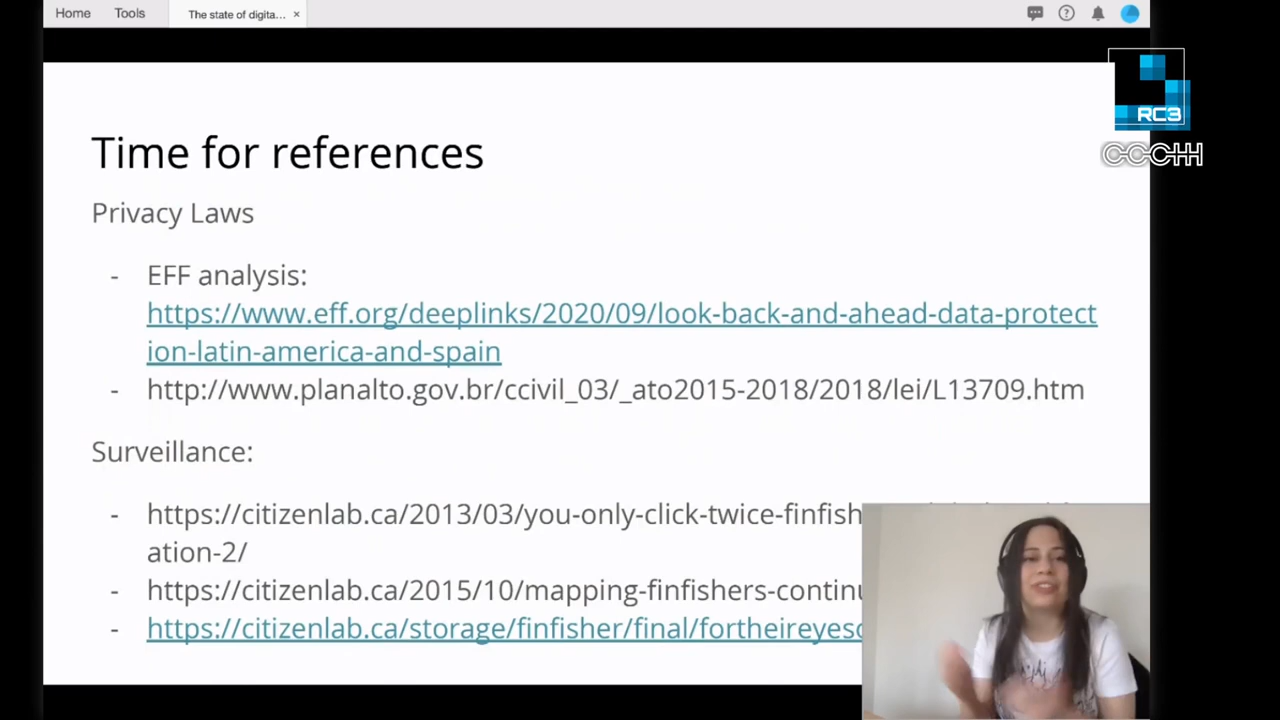 Home Tools The state of digita... ×
RC3
CCCHH
Time for references
Privacy Laws
- EFF analysis:
https://www.eff.org/deeplinks/2020/09/look-back-and-ahead-data-protect
ion-latin-america-and-spain
- http://www.planalto.gov.br/ccivil_03/_ato2015-2018/2018/lei/L13709.htm
Surveillance:
- https://citizenlab.ca/2013/03/you-only-click-twice-finfish
ation-2/
- https://citizenlab.ca/2015/10/mapping-finfishers-continu
- https://citizenlab.ca/storage/finfisher/final/fortheireyeso